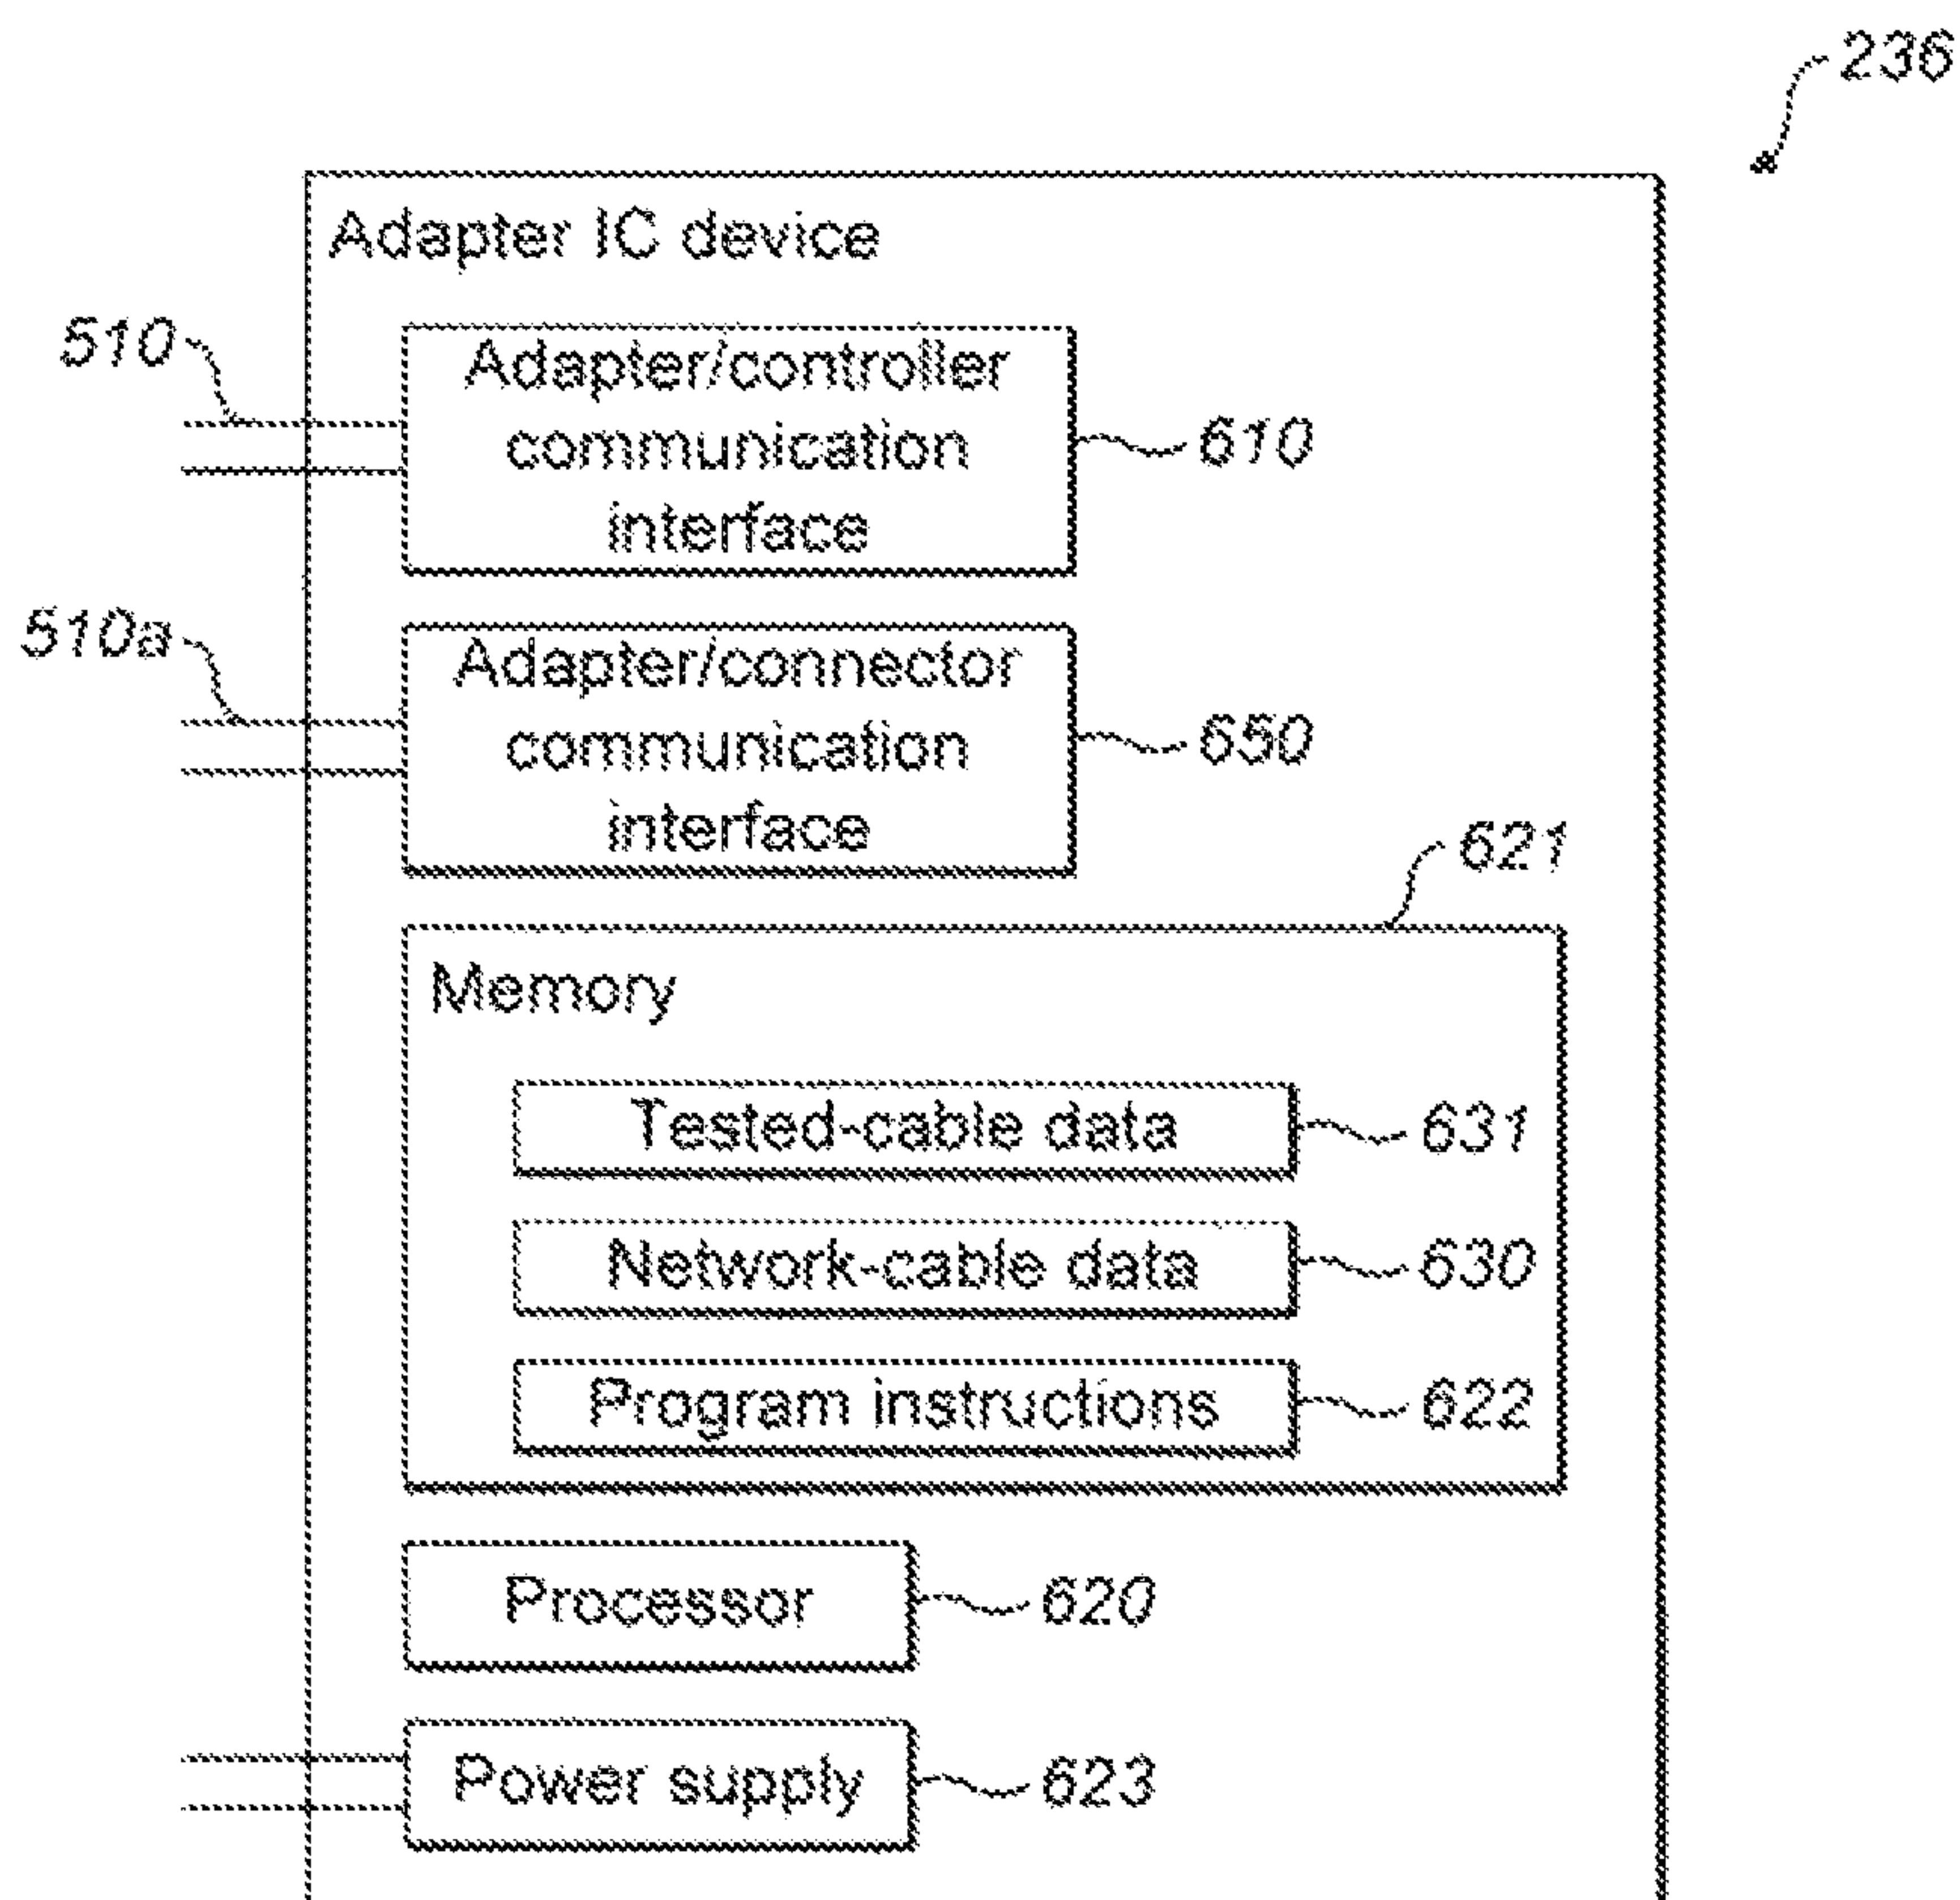 236
Adapter IC device
510
Adapter/controller
communication
interface
610
510a
Adapter/connector
communication
interface
650
621
Memory
Tested-cable data
631
Network-cable data
630
Program instructions
622
Processor
620
Power supply
623